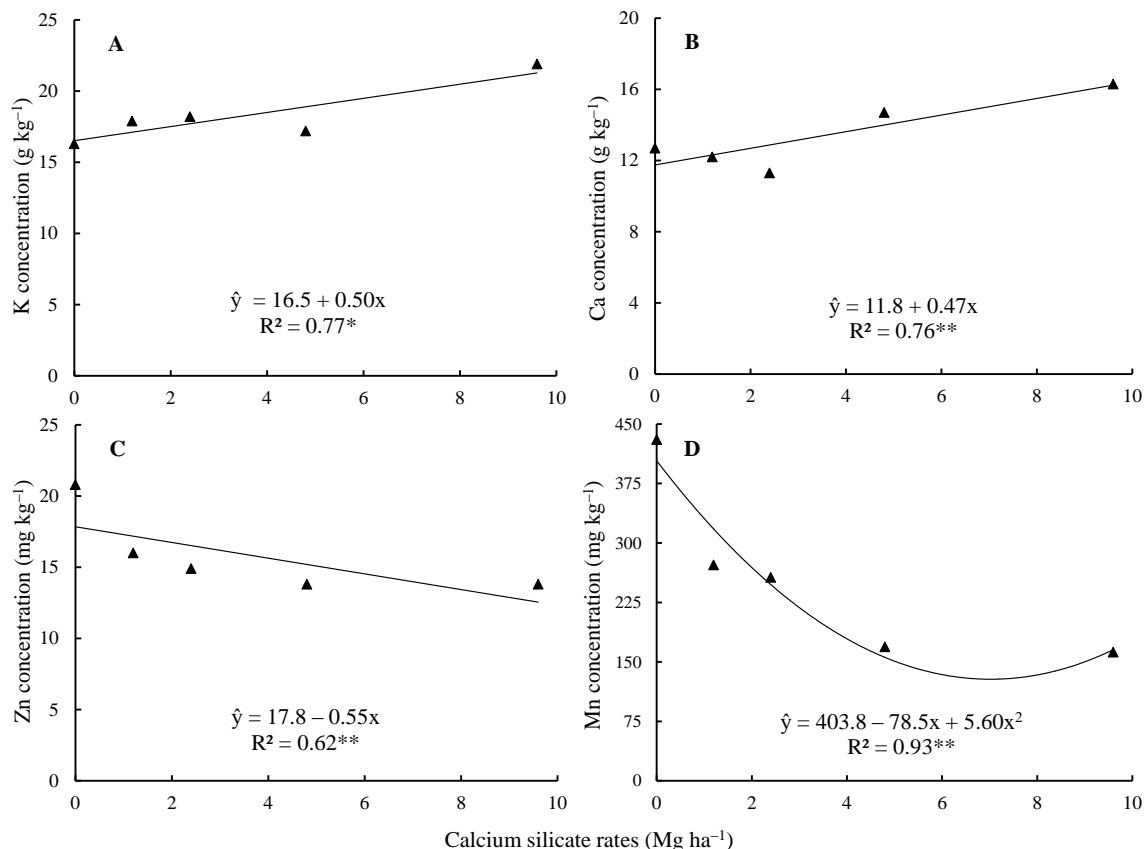 A
K concentration (g kg⁻¹)
25
20
15
10
5
0
ŷ = 16.5 + 0.50x
R² = 0.77*
0 2 4 6 8 10
B
Ca concentration (g kg⁻¹)
20
16
12
8
4
0
ŷ = 11.8 + 0.47x
R² = 0.76**
0 2 4 6 8 10
C
Zn concentration (mg kg⁻¹)
25
20
15
10
5
0
ŷ = 17.8 – 0.55x
R² = 0.62**
0 2 4 6 8 10
D
Mn concentration (mg kg⁻¹)
450
375
300
225
150
75
0
ŷ = 403.8 – 78.5x + 5.60x²
R² = 0.93**
0 2 4 6 8 10
Calcium silicate rates (Mg ha⁻¹)